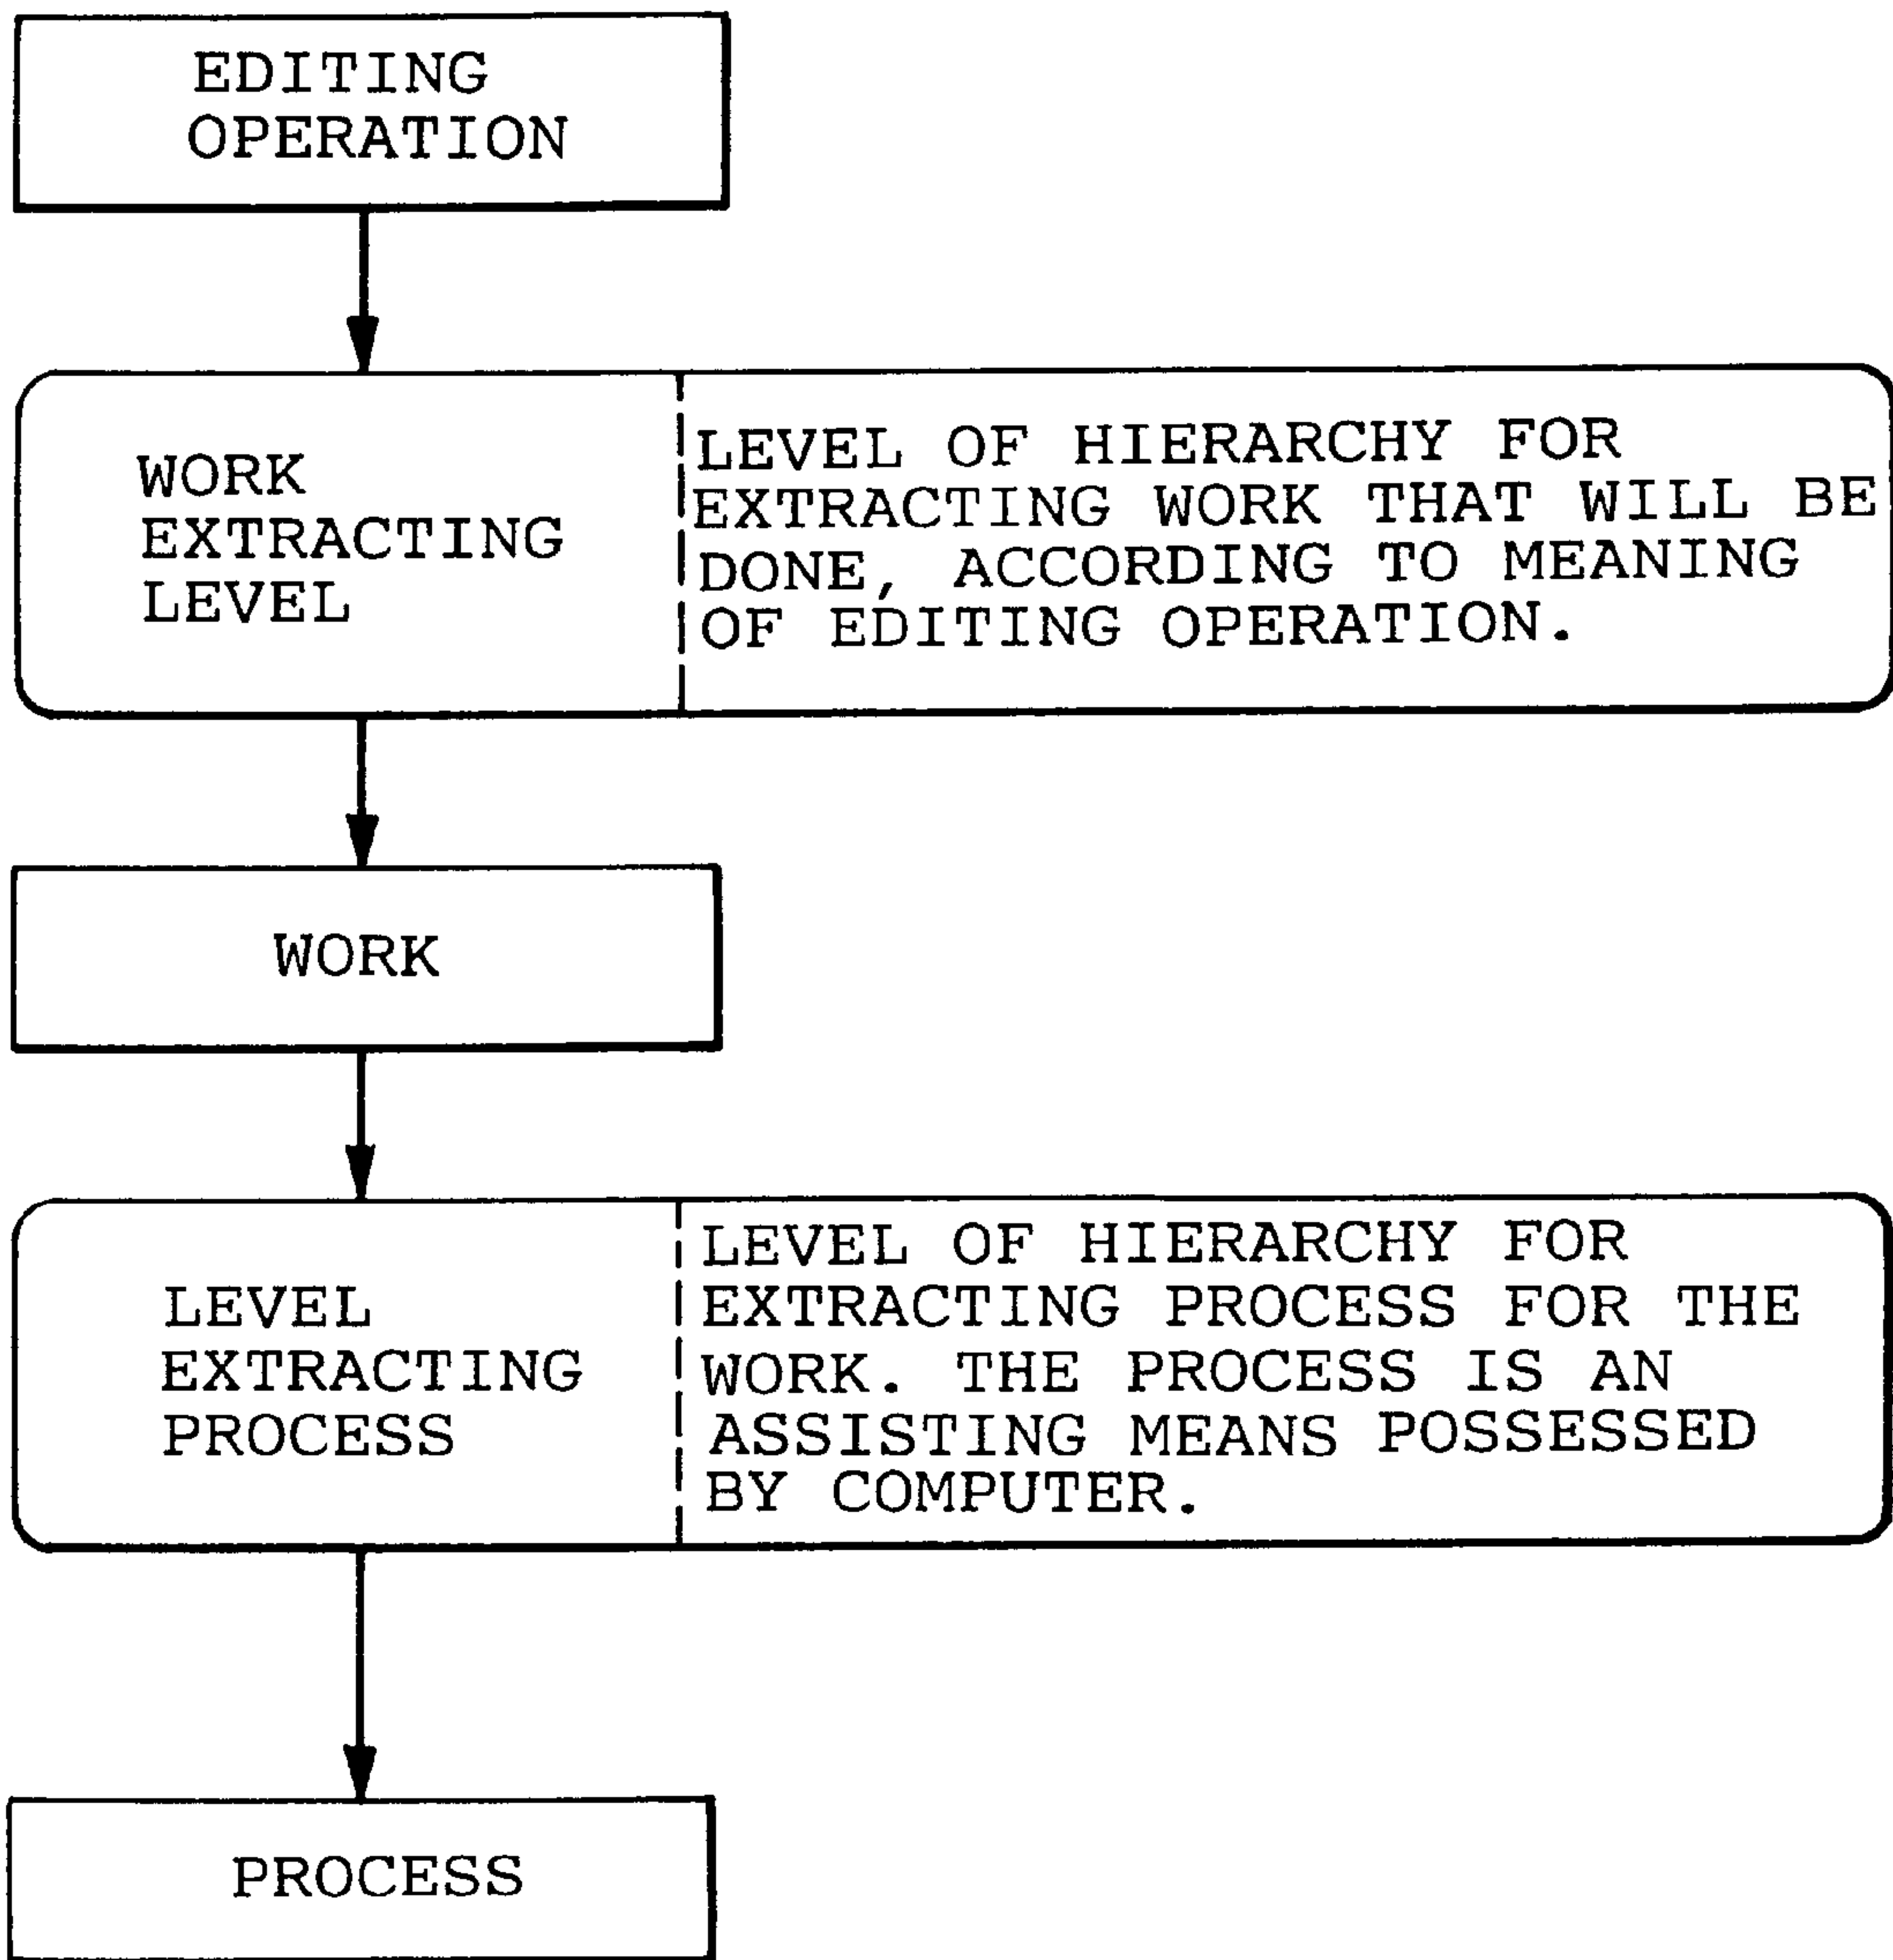 EDITING
OPERATION
WORK
EXTRACTING
LEVEL
LEVEL OF HIERARCHY FOR
EXTRACTING WORK THAT WILL BE
DONE, ACCORDING TO MEANING
OF EDITING OPERATION.
WORK
LEVEL
EXTRACTING
PROCESS
LEVEL OF HIERARCHY FOR
EXTRACTING PROCESS FOR THE
WORK. THE PROCESS IS AN
ASSISTING MEANS POSSESSED
BY COMPUTER.
PROCESS